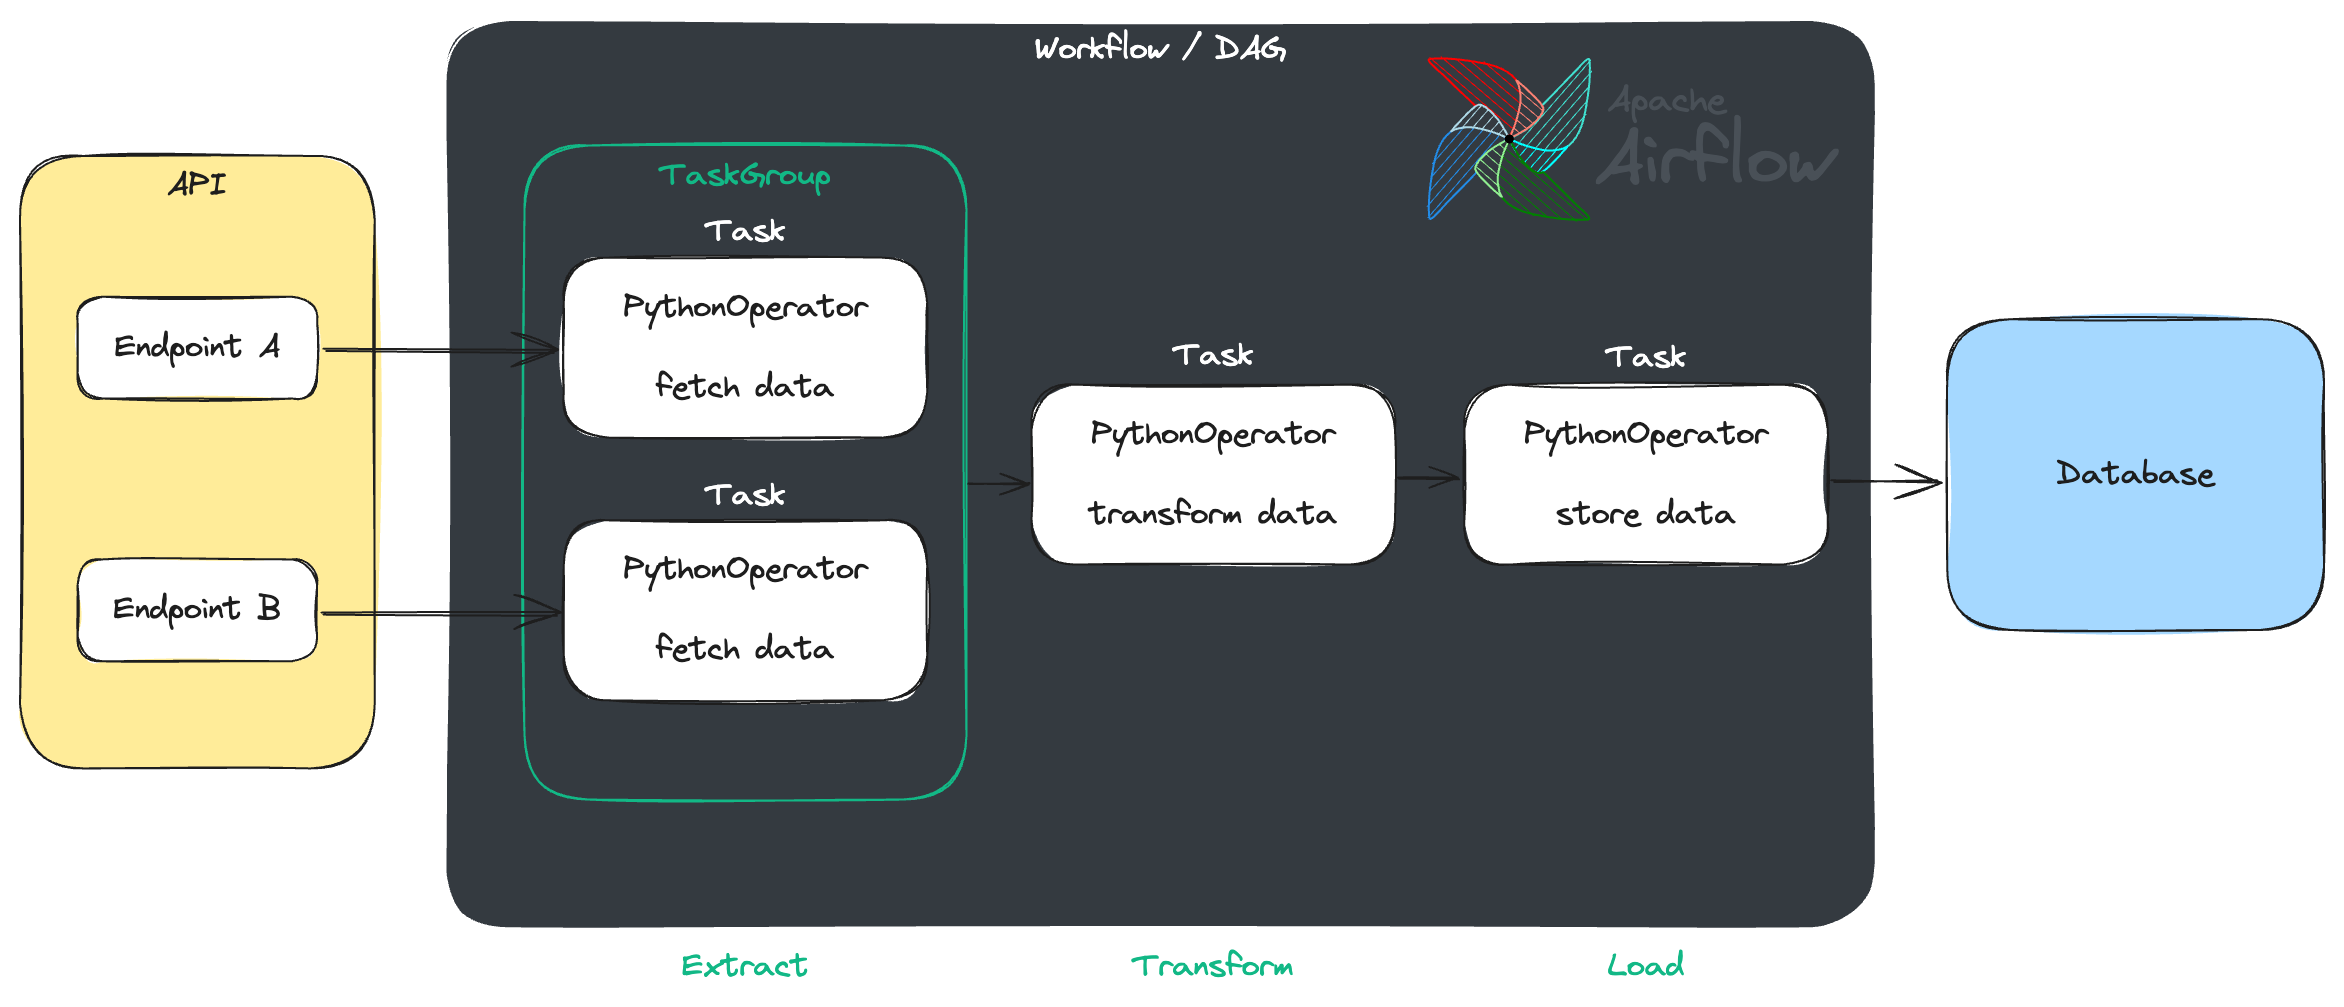 Workflow / DAG
Apache
Airflow
API
Endpoint A
Endpoint B
TaskGroup
Task
PythonOperator
fetch data
Task
PythonOperator
fetch data
Task
PythonOperator
transform data
Task
PythonOperator
store data
Database
Extract
Transform
Load